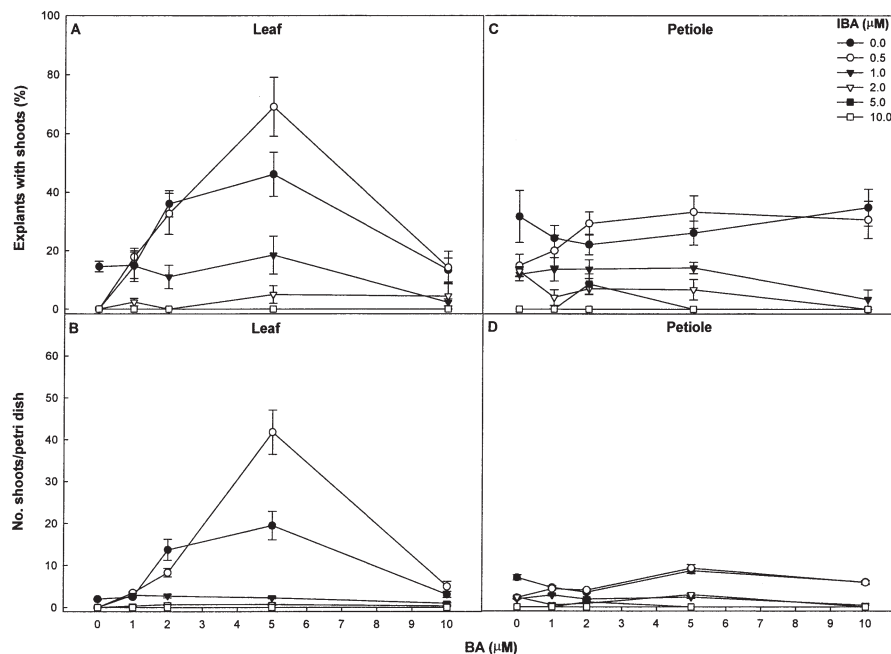 A
Leaf
C
Petiole
IBA (µM)
0.0
0.5
1.0
2.0
5.0
10.0
100
80
60
40
20
0
Explants with shoots (%)
B
Leaf
D
Petiole
60
50
40
30
20
10
0
No. shoots/petri dish
0 1 2 3 4 5 6 7 8 9 10
0 1 2 3 4 5 6 7 8 9 10
BA (µM)